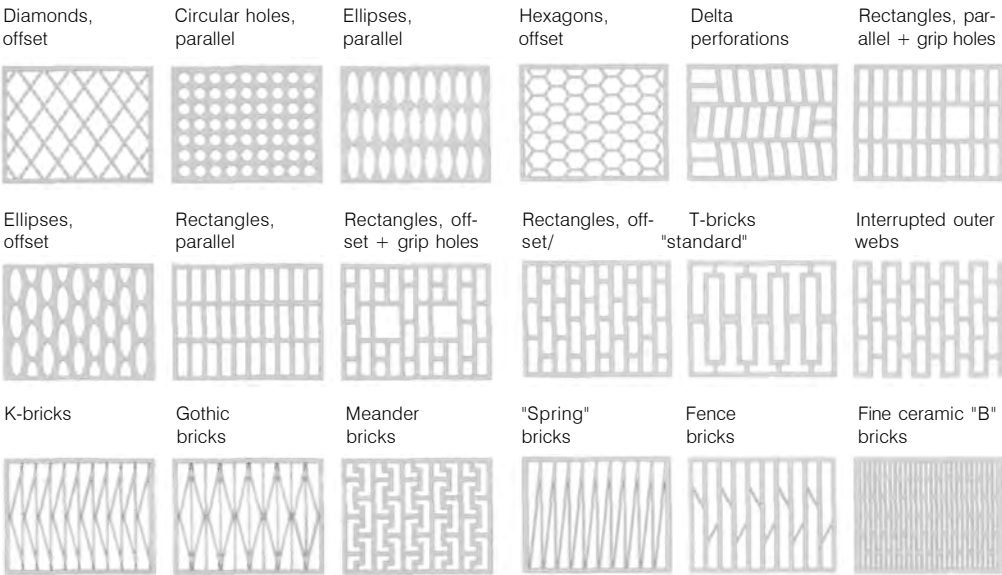 Diamonds,
offset
Circular holes,
parallel
Ellipses,
parallel
Hexagons,
offset
Delta
perforations
Rectangles, par-
allel + grip holes
Ellipses,
offset
Rectangles,
parallel
Rectangles, off-
set + grip holes
Rectangles, off-
set/
T-bricks
"standard"
Interrupted outer
webs
K-bricks
Gothic
bricks
Meander
bricks
"Spring"
bricks
Fence
bricks
Fine ceramic "B"
bricks